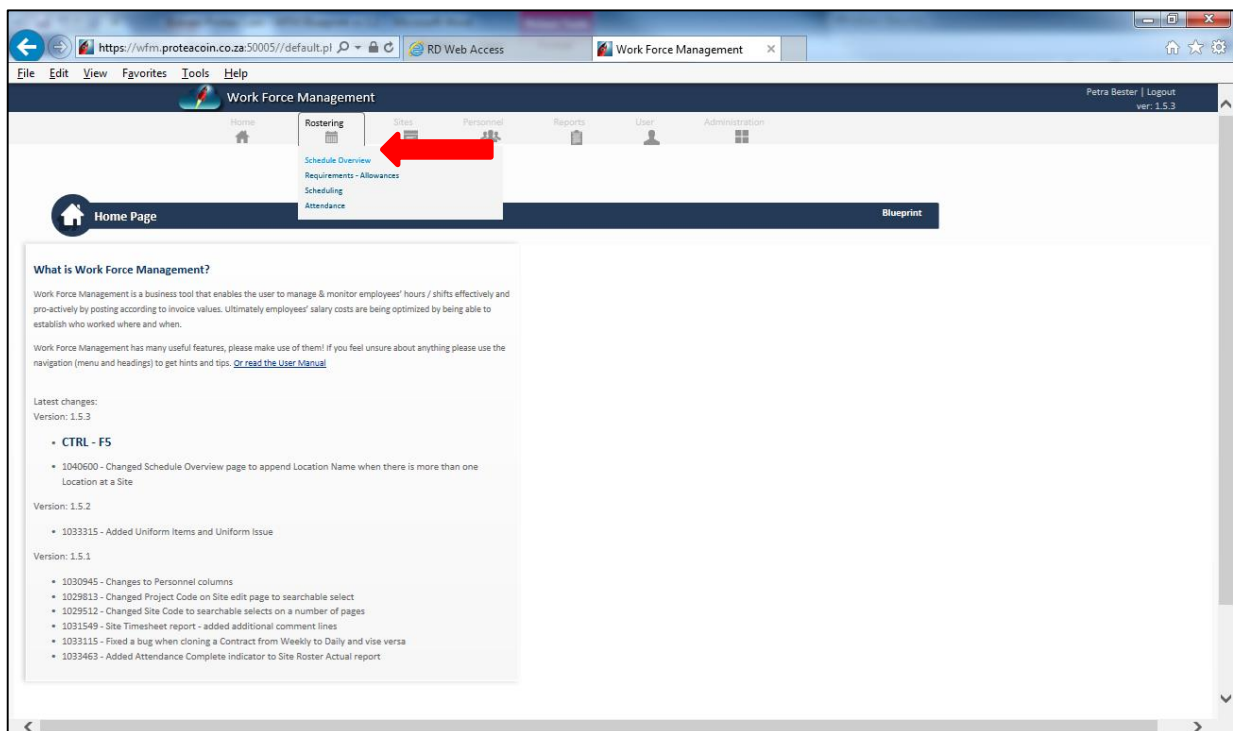 https://wfm.proteacoin.co.za:50005//default.pl
RD Web Access
Work Force Management
File Edit View Favorites Tools Help
Work Force Management
Petra Bester | Logout
ver: 1.5.3
Home Rostering Sites Personnel Reports User Administration
Schedule Overview
Requirements - Allowances
Scheduling
Attendance
Home Page
Blueprint
What is Work Force Management?
Work Force Management is a business tool that enables the user to manage & monitor employees' hours / shifts effectively and
pro-actively by posting according to invoice values. Ultimately employees' salary costs are being optimized by being able to
establish who worked where and when.
Work Force Management has many useful features, please make use of them! If you feel unsure about anything please use the
navigation (menu and headings) to get hints and tips. Or read the User Manual
Latest changes:
Version: 1.5.3
• CTRL - F5
• 1040600 - Changed Schedule Overview page to append Location Name when there is more than one
Location at a Site
Version: 1.5.2
• 1033315 - Added Uniform Items and Uniform Issue
Version: 1.5.1
• 1030945 - Changes to Personnel columns
• 1029813 - Changed Project Code on Site edit page to searchable select
• 1029512 - Changed Site Code to searchable selects on a number of pages
• 1031549 - Site Timesheet report - added additional comment lines
• 1033115 - Fixed a bug when cloning a Contract from Weekly to Daily and vise versa
• 1033463 - Added Attendance Complete indicator to Site Roster Actual report